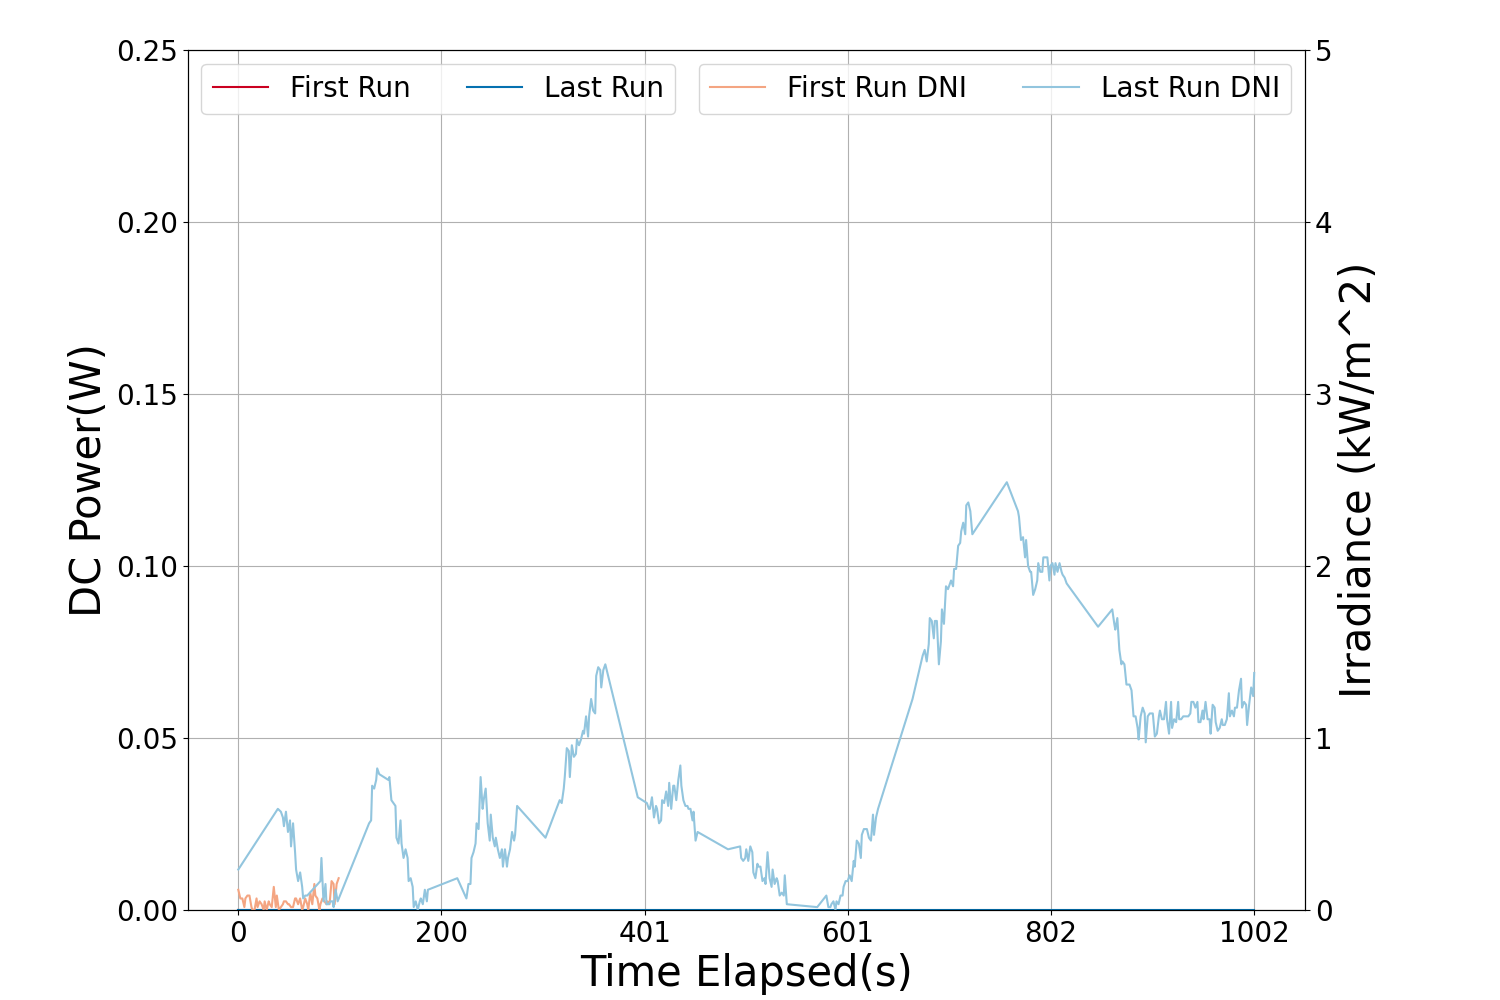 First Run
Last Run
First Run DNI
Last Run DNI
0.25
0.20
0.15
0.10
0.05
0.00
DC Power(W)
5
4
3
2
1
0
Irradiance (kW/m^2)
0
200
401
601
802
1002
Time Elapsed(s)